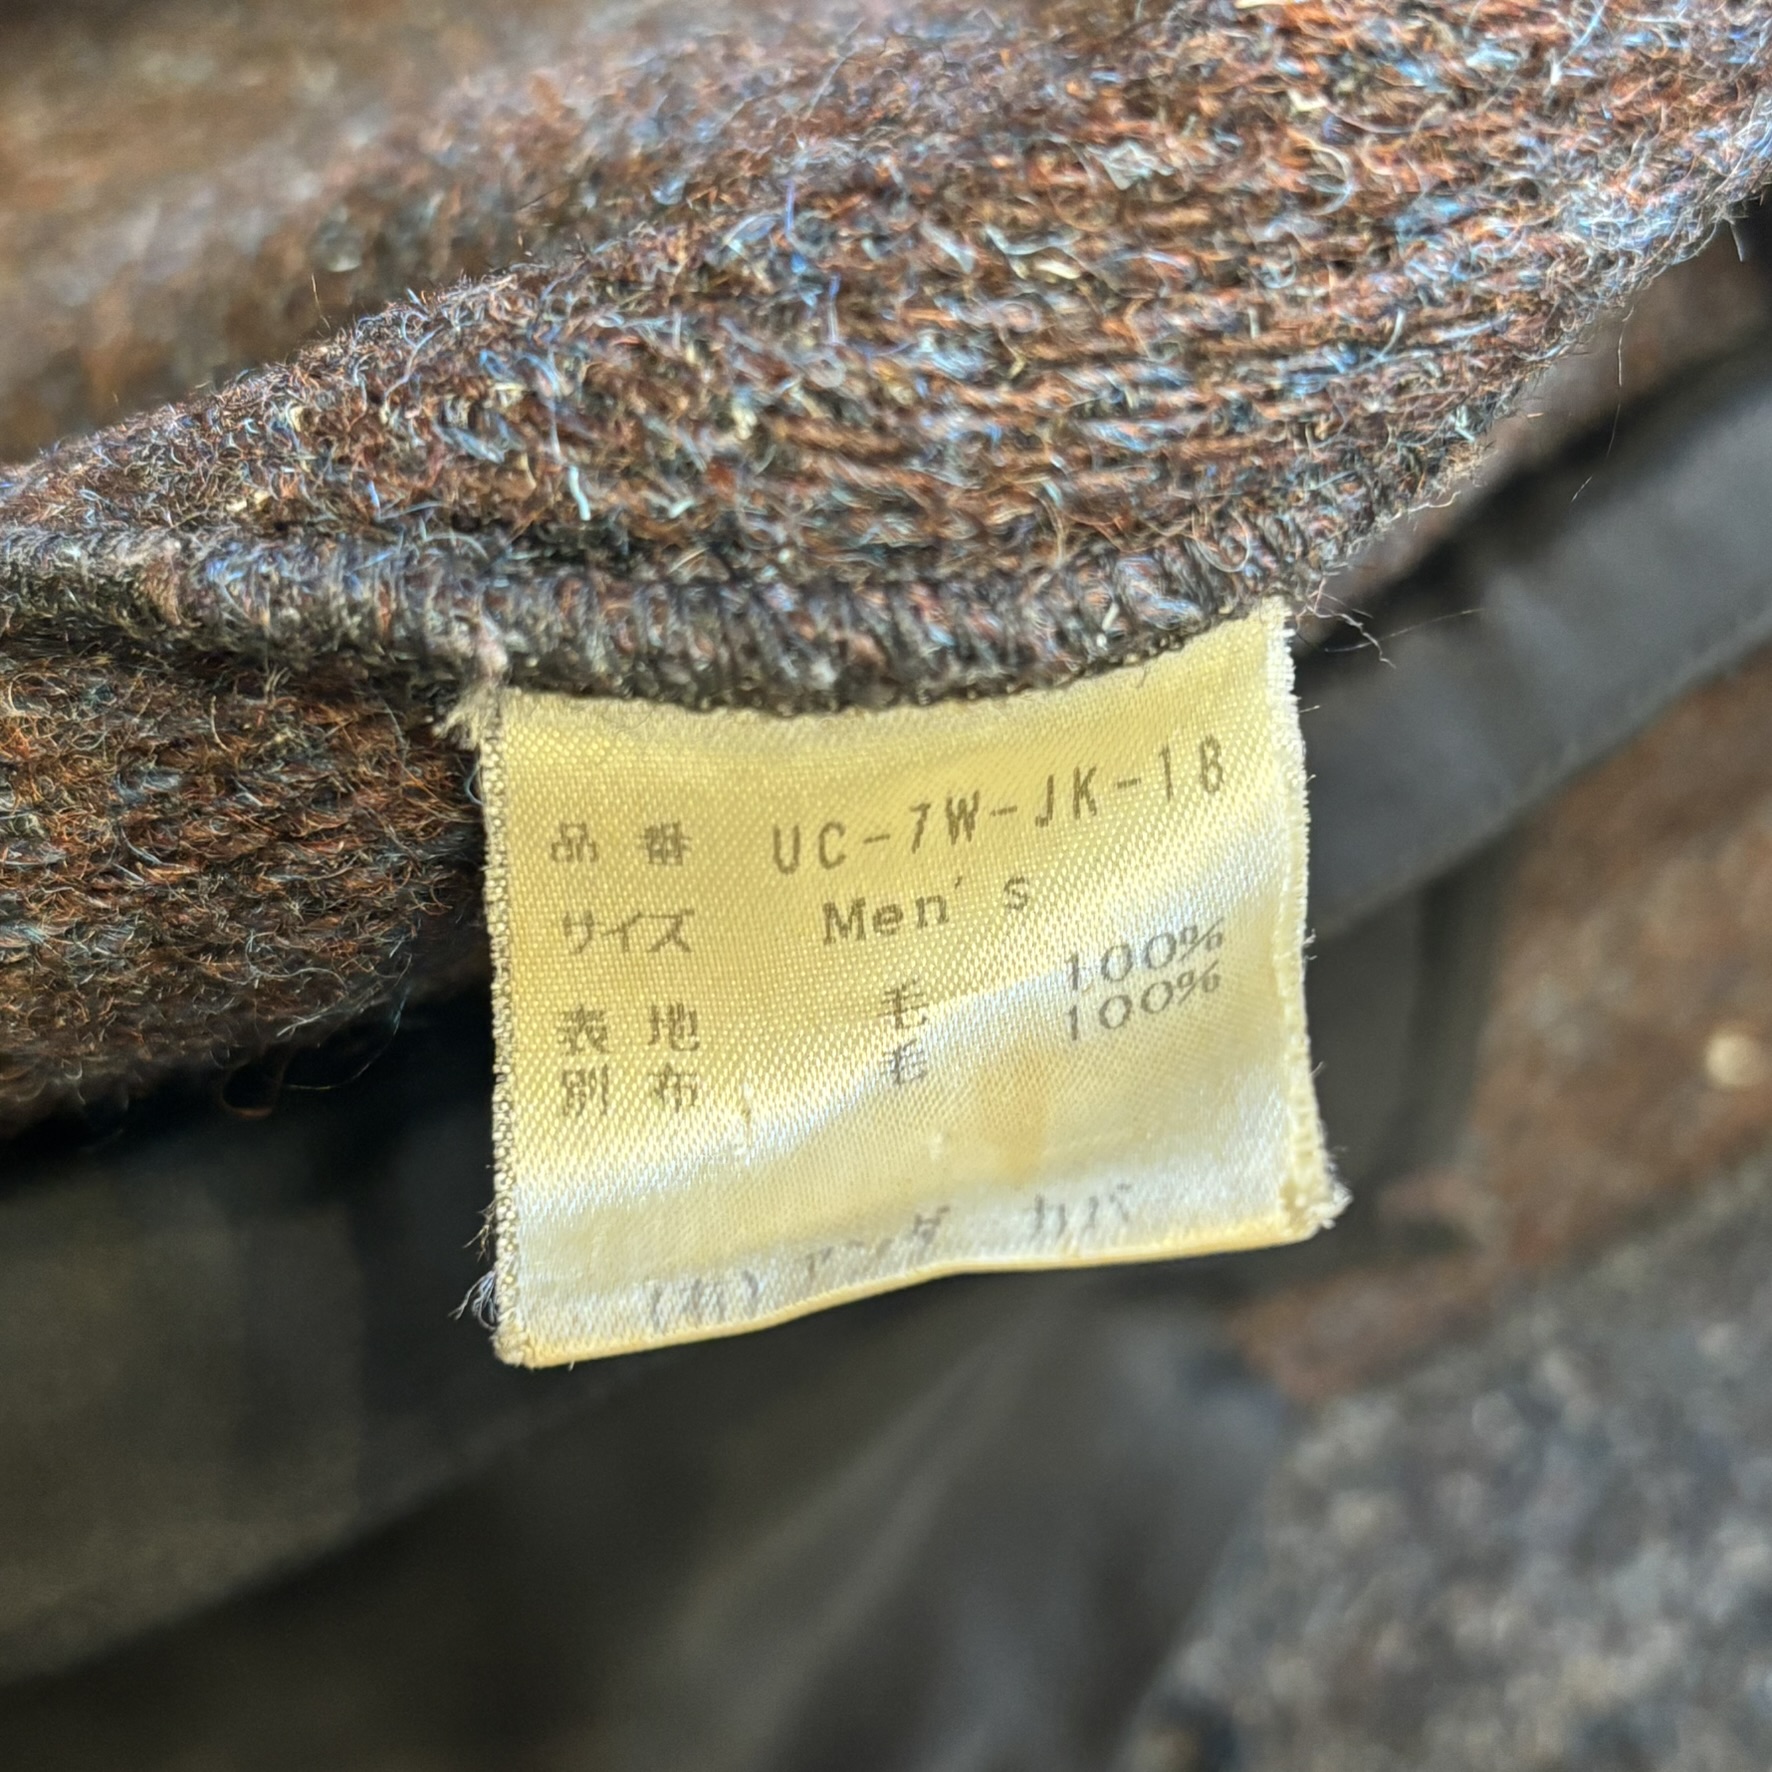 品番 UC-7W-JK-18
サイズ Men's
表地 毛 100%
別布 毛 100%
(株)アンダーカバー